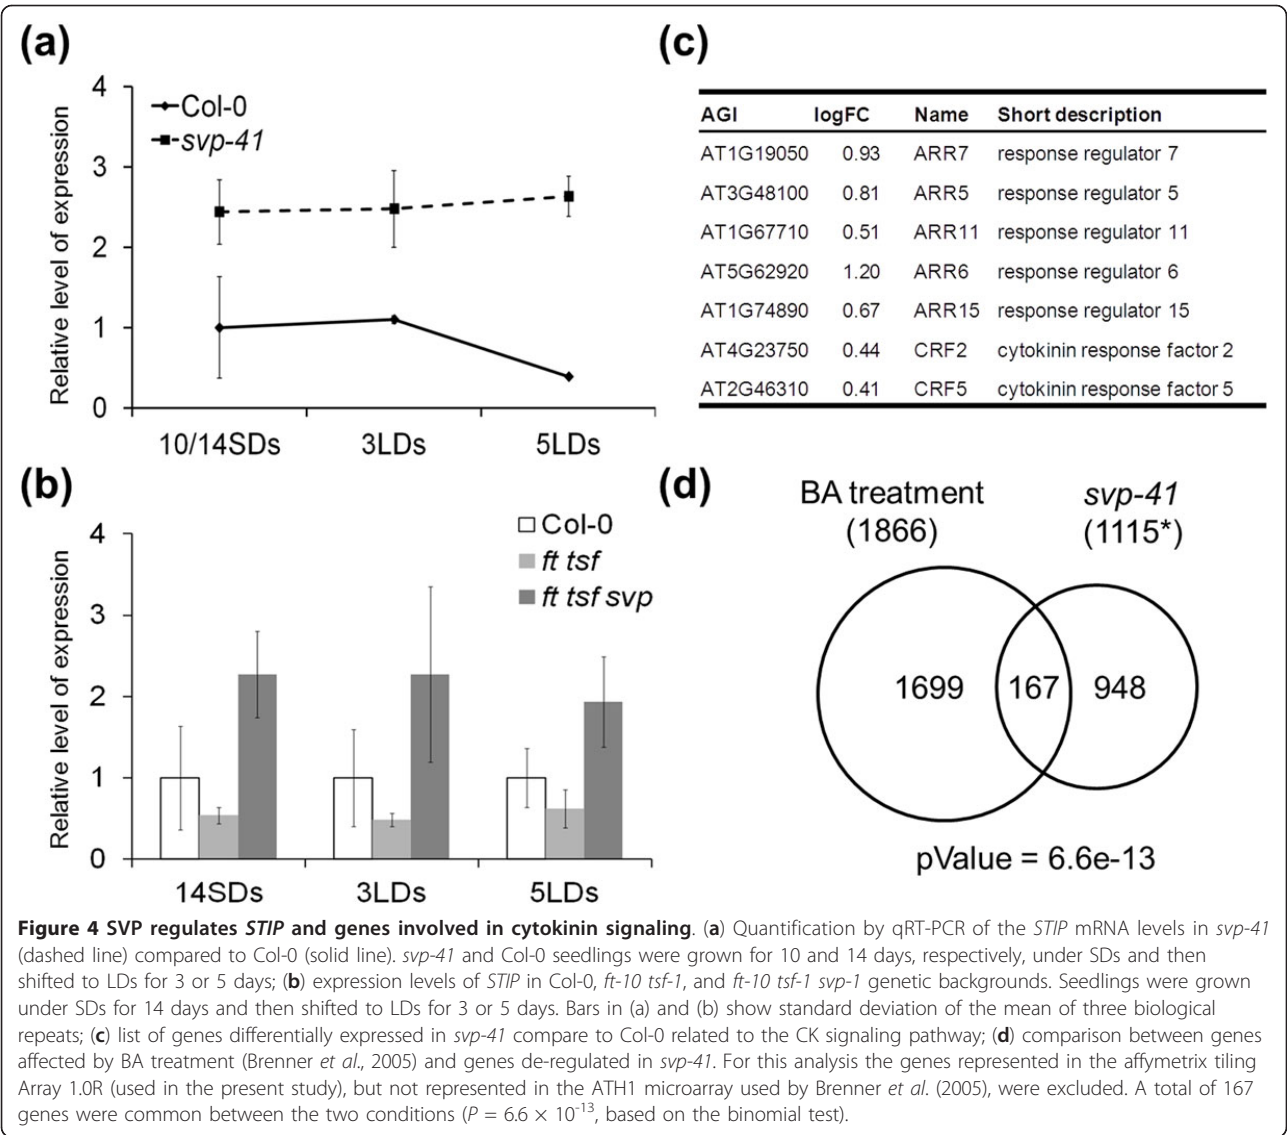 (a)
4
3
2
1
0
Relative level of expression
Col-0
svp-41
10/14SDs 3LDs 5LDs
(b)
4
3
2
1
0
Relative level of expression
Col-0
ft tsf
ft tsf svp
14SDs 3LDs 5LDs
(c)
AGI logFC Name Short description
AT1G19050 0.93 ARR7 response regulator 7
AT3G48100 0.81 ARR5 response regulator 5
AT1G67710 0.51 ARR11 response regulator 11
AT5G62920 1.20 ARR6 response regulator 6
AT1G74890 0.67 ARR15 response regulator 15
AT4G23750 0.44 CRF2 cytokinin response factor 2
AT2G46310 0.41 CRF5 cytokinin response factor 5
(d)
BA treatment svp-41
(1866) (1115*)
1699 167 948
pValue = 6.6e-13
Figure 4 SVP regulates STIP and genes involved in cytokinin signaling. (a) Quantification by qRT-PCR of the STIP mRNA levels in svp-41
(dashed line) compared to Col-0 (solid line). svp-41 and Col-0 seedlings were grown for 10 and 14 days, respectively, under SDs and then
shifted to LDs for 3 or 5 days; (b) expression levels of STIP in Col-0, ft-10 tsf-1, and ft-10 tsf-1 svp-1 genetic backgrounds. Seedlings were grown
under SDs for 14 days and then shifted to LDs for 3 or 5 days. Bars in (a) and (b) show standard deviation of the mean of three biological
repeats; (c) list of genes differentially expressed in svp-41 compare to Col-0 related to the CK signaling pathway; (d) comparison between genes
affected by BA treatment (Brenner et al., 2005) and genes de-regulated in svp-41. For this analysis the genes represented in the affymetrix tiling
Array 1.0R (used in the present study), but not represented in the ATH1 microarray used by Brenner et al. (2005), were excluded. A total of 167
genes were common between the two conditions (P = 6.6 × 10⁻¹³, based on the binomial test).